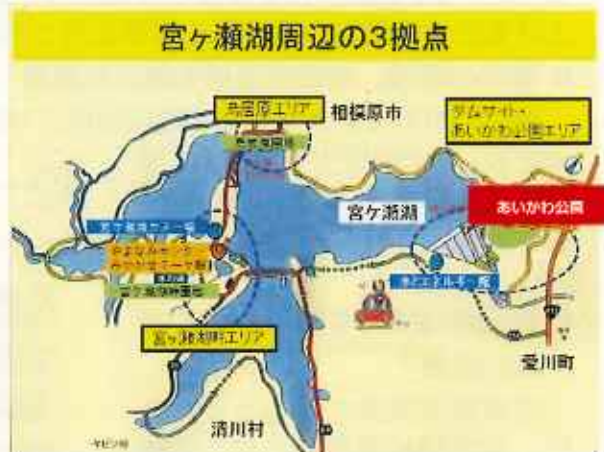 宮ヶ瀬湖周辺の3拠点
鳥居原エリア
相模原市
ダムサイト・
あいかわ公園エリア
あいかわ公園
宮ケ瀬湖
宮ケ瀬湖畔エリア
愛川町
清川村